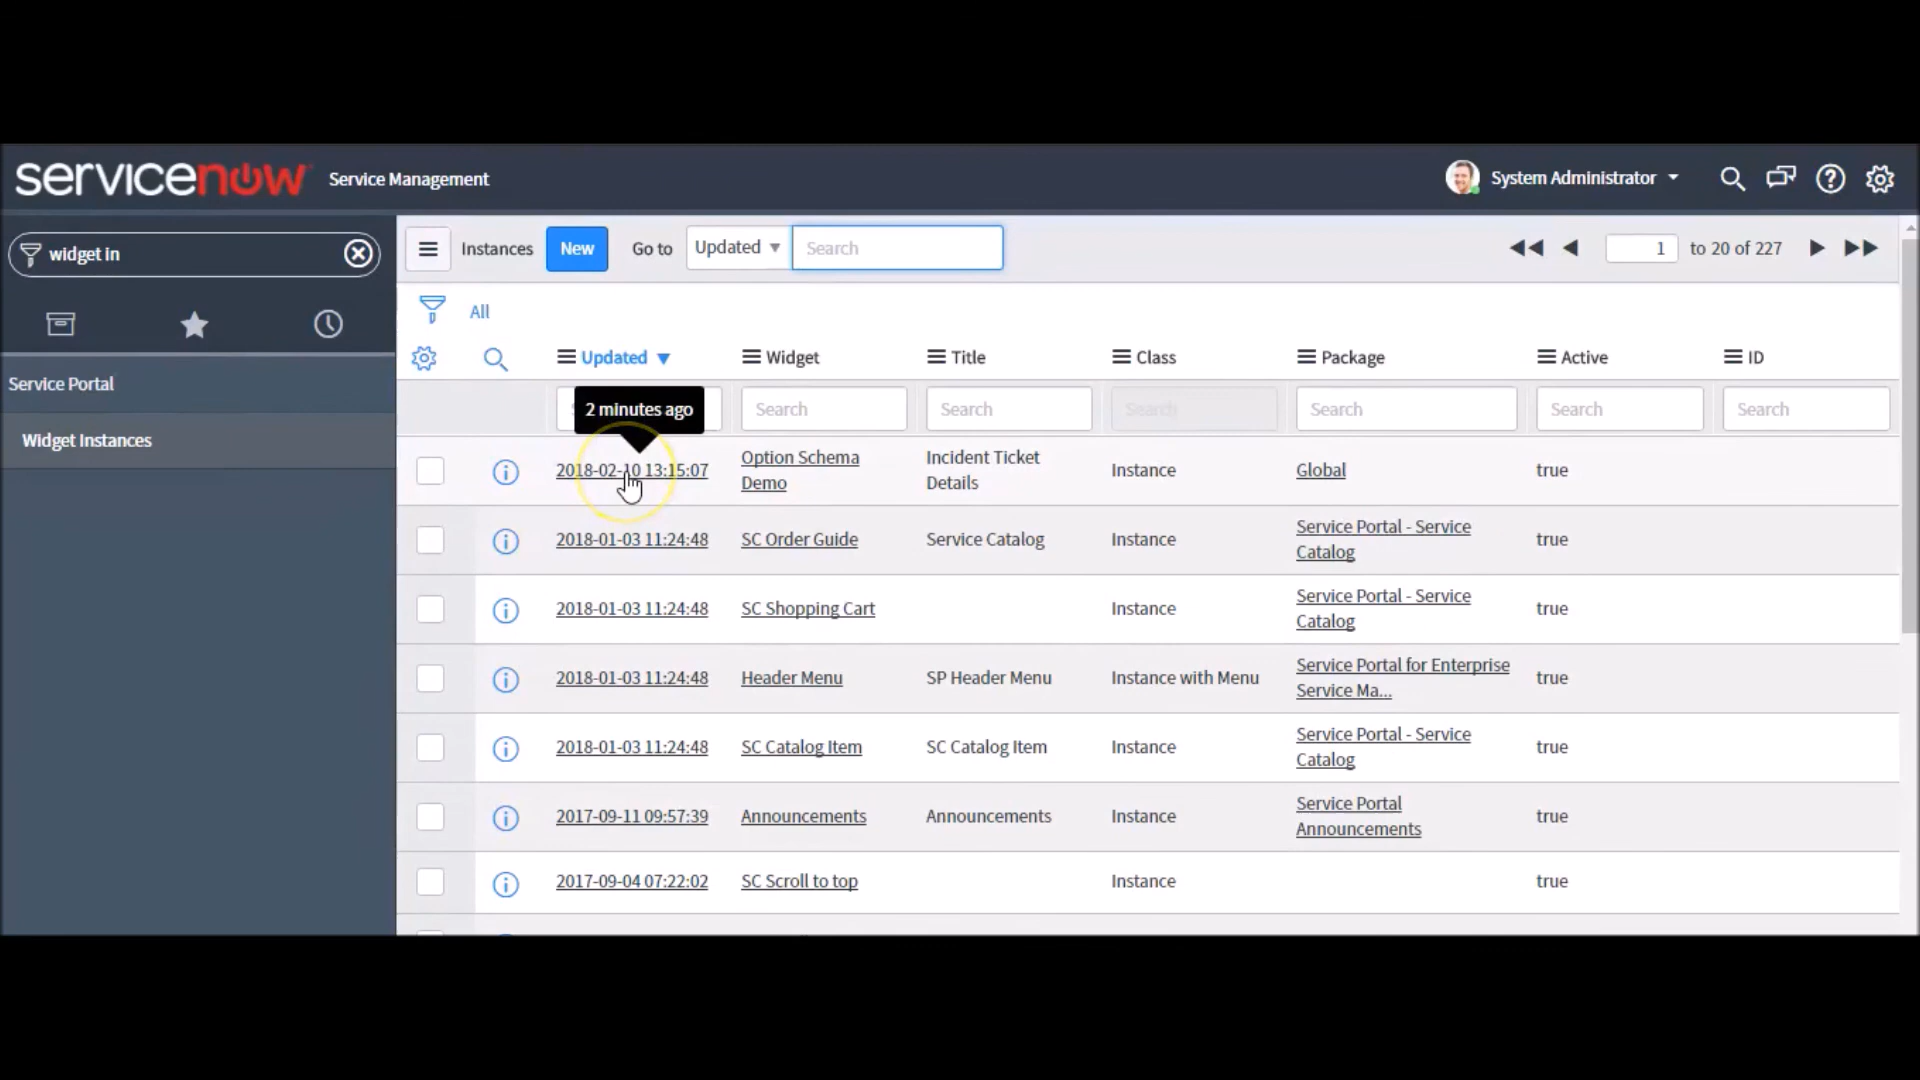 servicenow Service Management System Administrator
widget in
Service Portal
Widget Instances
Instances New Go to Updated Search 1 to 20 of 227
All
Updated Widget Title Class Package Active ID
2 minutes ago Search Search Search Search Search Search
2018-02-10 13:15:07 Option Schema Demo Incident Ticket Details Instance Global true
2018-01-03 11:24:48 SC Order Guide Service Catalog Instance Service Portal - Service Catalog true
2018-01-03 11:24:48 SC Shopping Cart Instance Service Portal - Service Catalog true
2018-01-03 11:24:48 Header Menu SP Header Menu Instance with Menu Service Portal for Enterprise Service Ma... true
2018-01-03 11:24:48 SC Catalog Item SC Catalog Item Instance Service Portal - Service Catalog true
2017-09-11 09:57:39 Announcements Announcements Instance Service Portal Announcements true
2017-09-04 07:22:02 SC Scroll to top Instance true